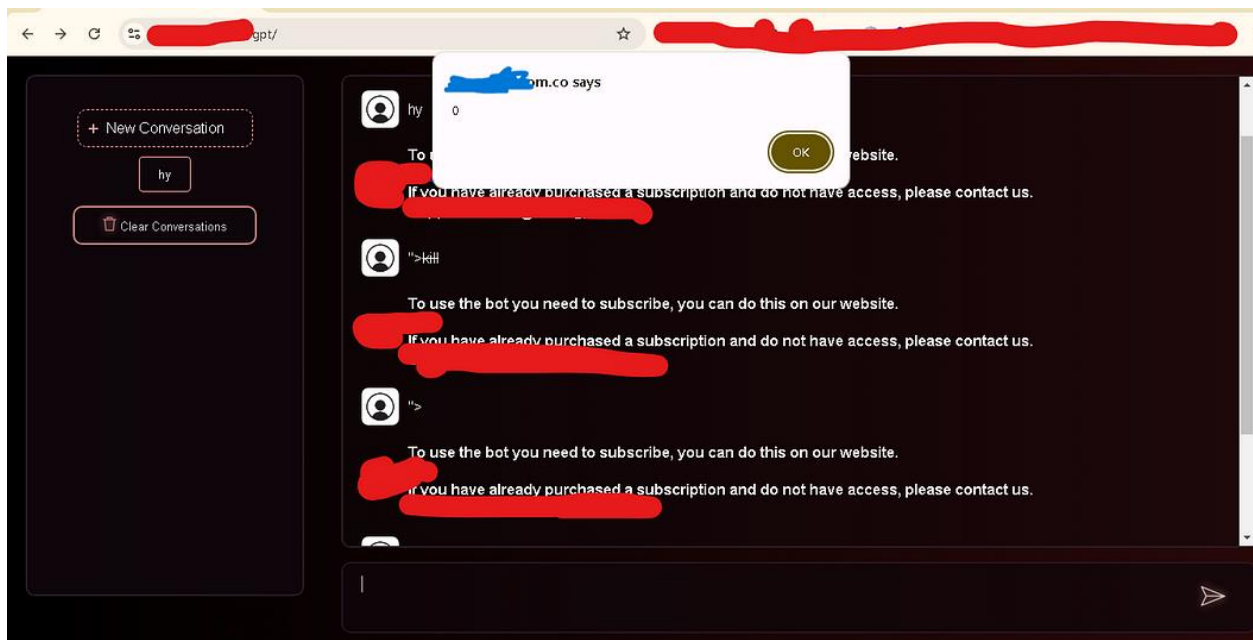 gpt/
om.co says
0
OK
+ New Conversation
hy
Clear Conversations
hy
To ebsite.
If you have already purchased a subscription and do not have access, please contact us.
">kill
To use the bot you need to subscribe, you can do this on our website.
If you have already purchased a subscription and do not have access, please contact us.
">
To use the bot you need to subscribe, you can do this on our website.
you have already purchased a subscription and do not have access, please contact us.